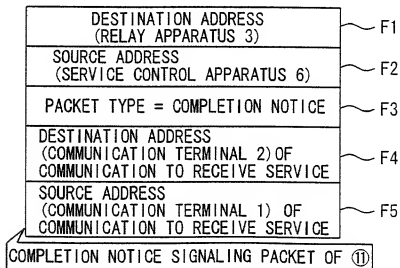 DESTINATION ADDRESS
(RELAY APPARATUS 3)
F1
SOURCE ADDRESS
(SERVICE CONTROL APPARATUS 6)
F2
PACKET TYPE = COMPLETION NOTICE
F3
DESTINATION ADDRESS
(COMMUNICATION TERMINAL 2) OF
COMMUNICATION TO RECEIVE SERVICE
F4
SOURCE ADDRESS
(COMMUNICATION TERMINAL 1) OF
COMMUNICATION TO RECEIVE SERVICE
F5
COMPLETION NOTICE SIGNALING PACKET OF ⑪